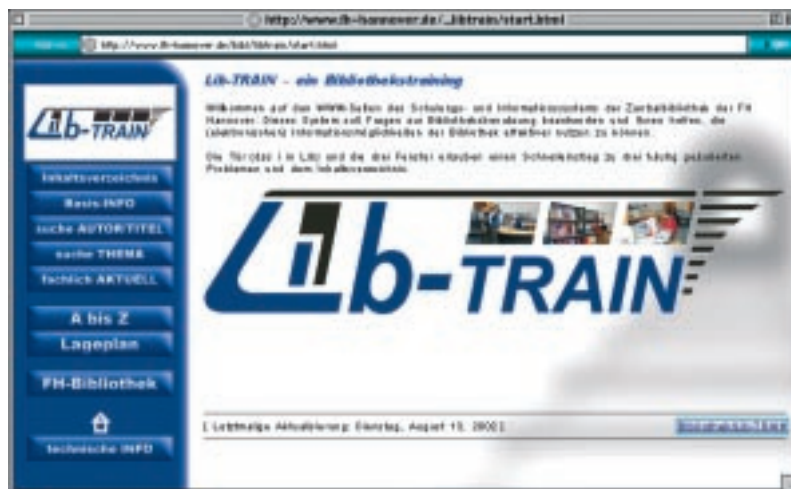 http://www.fh-hannover.de/…libtrain/start.html
Lib-TRAIN – ein Bibliothekstraining
Willkommen auf den WWW-Seiten des Schulungs- und Informationssystems der Zentralbibliothek der FH
Hannover. Dieses System soll Fragen zur Bibliotheksbenutzung beantworten und Ihnen helfen, die
(elektronischen) Informationsmöglichkeiten der Bibliothek effektiver nutzen zu können.
Die Tür (das i in Lib) und die drei Fenster erlauben einen Schnelleinstieg zu drei häufig geäußerten
Problemen und dem Inhaltsverzeichnis.
Lib-TRAIN
Inhaltsverzeichnis
Basis-INFO
suche AUTOR/TITEL
suche THEMA
fachlich AKTUELL
A bis Z
Lageplan
FH-Bibliothek
technische INFO
Lib-TRAIN
[ Letztmalige Aktualisierung: Dienstag, August 13, 2002 ]